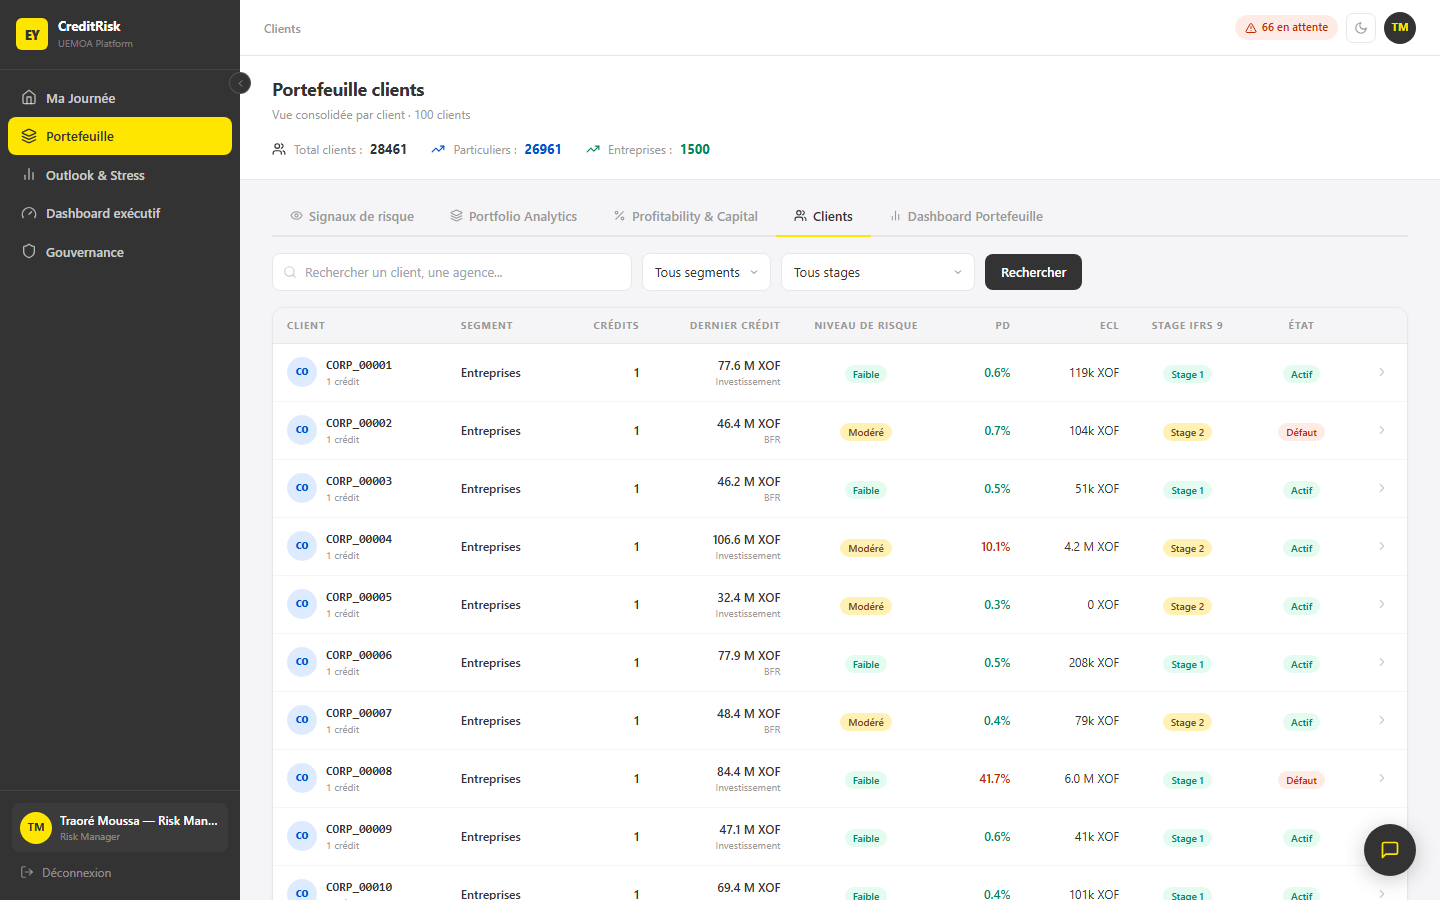 EY CreditRisk
UEMOA Platform
Ma Journée
Portefeuille
Outlook & Stress
Dashboard exécutif
Gouvernance
TM Traoré Moussa — Risk Man...
Risk Manager
Déconnexion
Clients
66 en attente TM
Portefeuille clients
Vue consolidée par client · 100 clients
Total clients : 28461 Particuliers : 26961 Entreprises : 1500
Signaux de risque Portfolio Analytics Profitability & Capital Clients Dashboard Portefeuille
Rechercher un client, une agence... Tous segments Tous stages Rechercher
CLIENT SEGMENT CRÉDITS DERNIER CRÉDIT NIVEAU DE RISQUE PD ECL STAGE IFRS 9 ÉTAT
CO CORP_00001 Entreprises 1 77.6 M XOF Faible 0.6% 119k XOF Stage 1 Actif
1 crédit Investissement
CO CORP_00002 Entreprises 1 46.4 M XOF Modéré 0.7% 104k XOF Stage 2 Défaut
1 crédit BFR
CO CORP_00003 Entreprises 1 46.2 M XOF Faible 0.5% 51k XOF Stage 1 Actif
1 crédit BFR
CO CORP_00004 Entreprises 1 106.6 M XOF Modéré 10.1% 4.2 M XOF Stage 2 Actif
1 crédit Investissement
CO CORP_00005 Entreprises 1 32.4 M XOF Modéré 0.3% 0 XOF Stage 2 Actif
1 crédit Investissement
CO CORP_00006 Entreprises 1 77.9 M XOF Faible 0.5% 208k XOF Stage 1 Actif
1 crédit BFR
CO CORP_00007 Entreprises 1 48.4 M XOF Modéré 0.4% 79k XOF Stage 2 Actif
1 crédit BFR
CO CORP_00008 Entreprises 1 84.4 M XOF Faible 41.7% 6.0 M XOF Stage 1 Défaut
1 crédit Investissement
CO CORP_00009 Entreprises 1 47.1 M XOF Faible 0.6% 41k XOF Stage 1 Actif
1 crédit Investissement
CO CORP_00010 Entreprises 1 69.4 M XOF Faible 0.4% 101k XOF Stage 1 Actif